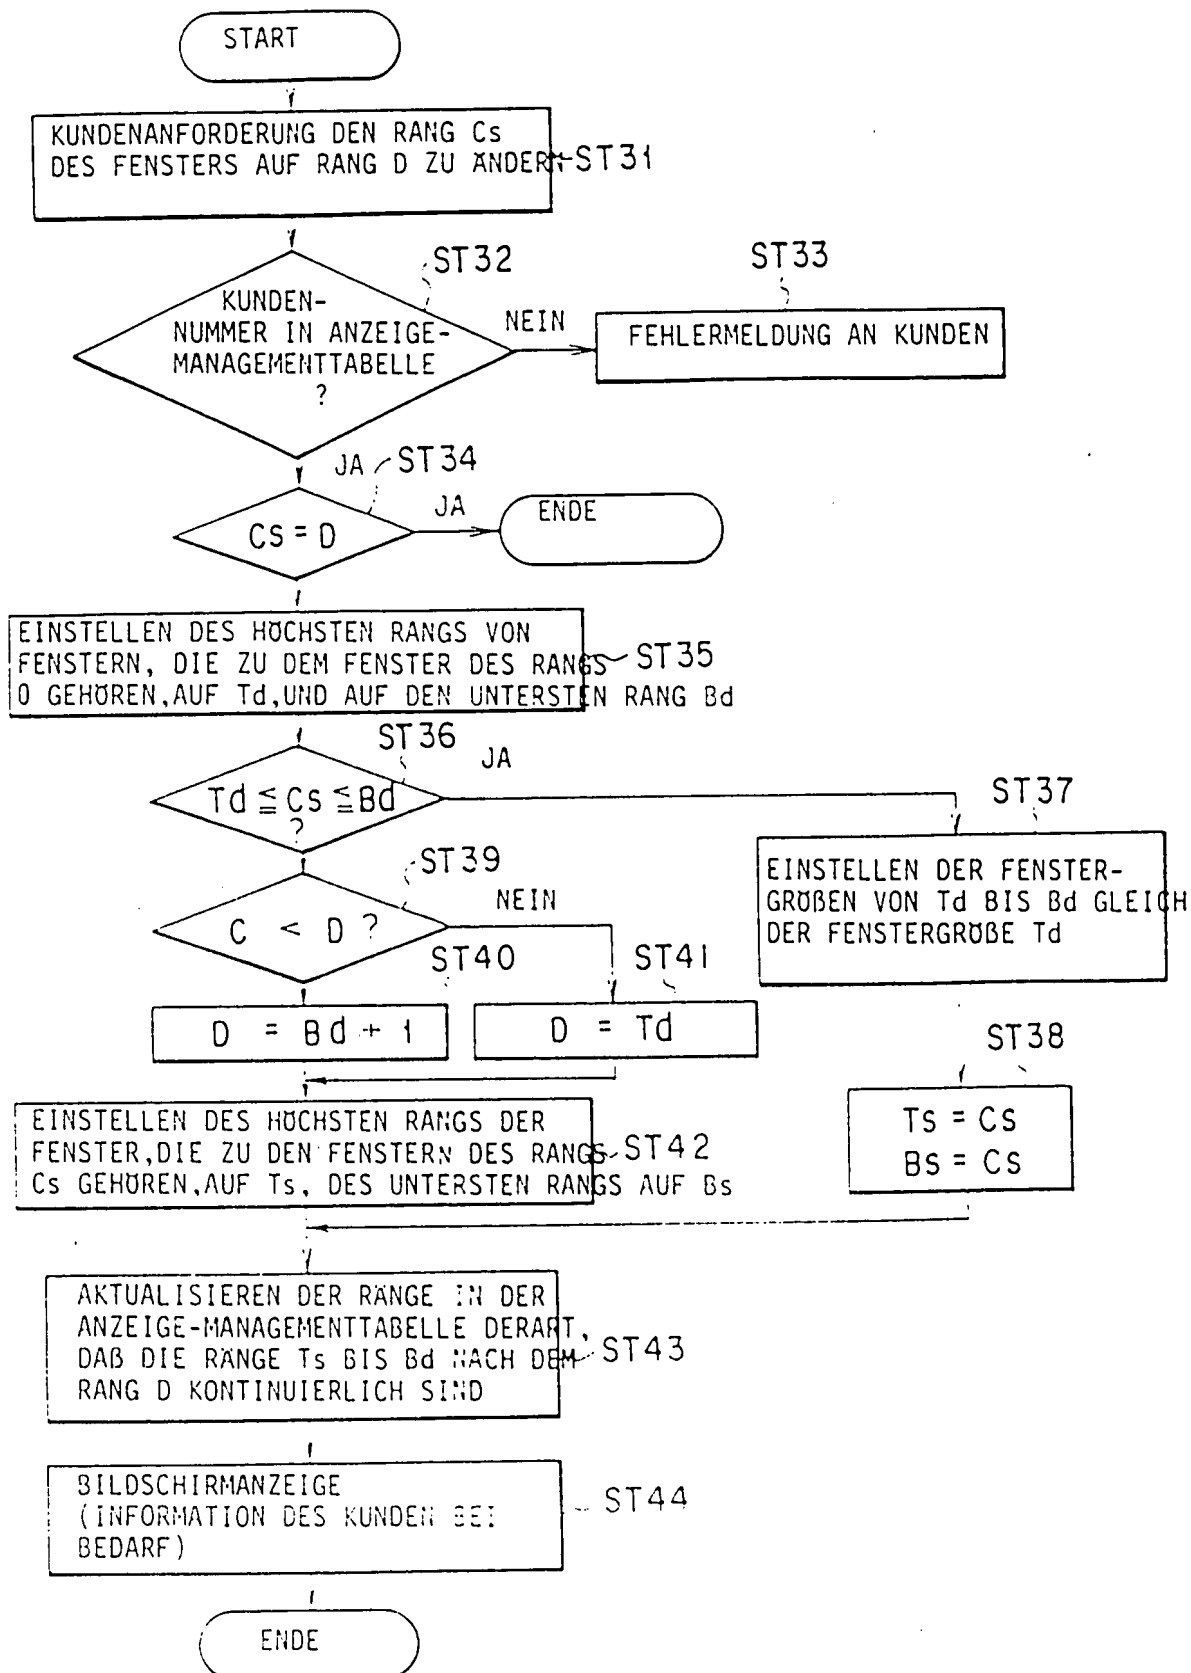 START
KUNDENANFORDERUNG DEN RANG Cs
DES FENSTERS AUF RANG D ZU ÄNDERN
ST31
ST32
KUNDEN-
NUMMER IN ANZEIGE-
MANAGEMENTTABELLE
?
NEIN
ST33
FEHLERMELDUNG AN KUNDEN
JA
ST34
Cs = D
JA
ENDE
EINSTELLEN DES HÖCHSTEN RANGS VON
FENSTERN, DIE ZU DEM FENSTER DES RANGS
D GEHÖREN, AUF Td, UND AUF DEN UNTERSTEN RANG Bd
ST35
ST36
Td ≦ Cs ≦ Bd
?
JA
ST37
EINSTELLEN DER FENSTER-
GRÖßEN VON Td BIS Bd GLEICH
DER FENSTERGRÖßE Td
ST39
C < D ?
NEIN
ST40
D = Bd + 1
ST41
D = Td
ST38
Ts = Cs
Bs = Cs
EINSTELLEN DES HÖCHSTEN RANGS DER
FENSTER, DIE ZU DEN FENSTERN DES RANGS
Cs GEHÖREN, AUF Ts, DES UNTERSTEN RANGS AUF Bs
ST42
AKTUALISIEREN DER RÄNGE IN DER
ANZEIGE-MANAGEMENTTABELLE DERART,
DAß DIE RÄNGE Ts BIS Bd NACH DEM
RANG D KONTINUIERLICH SIND
ST43
BILDSCHIRMANZEIGE
(INFORMATION DES KUNDEN BEI
BEDARF)
ST44
ENDE